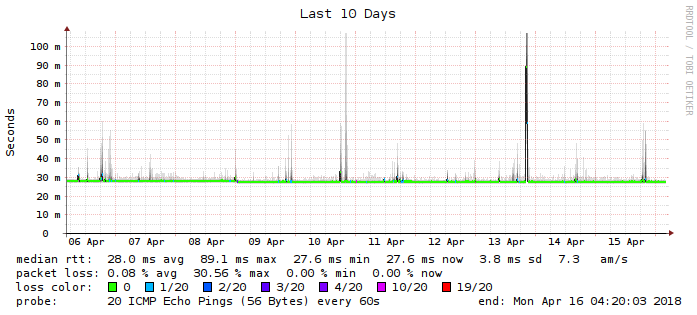 Last 10 Days
RRDTOOL / TOBI OETIKER
Seconds
100 m
90 m
80 m
70 m
60 m
50 m
40 m
30 m
20 m
10 m
0
06 Apr 07 Apr 08 Apr 09 Apr 10 Apr 11 Apr 12 Apr 13 Apr 14 Apr 15 Apr
median rtt: 28.0 ms avg 89.1 ms max 27.6 ms min 27.6 ms now 3.8 ms sd 7.3 am/s
packet loss: 0.08 % avg 30.56 % max 0.00 % min 0.00 % now
loss color: 0 1/20 2/20 3/20 4/20 10/20 19/20
probe: 20 ICMP Echo Pings (56 Bytes) every 60s end: Mon Apr 16 04:20:03 2018